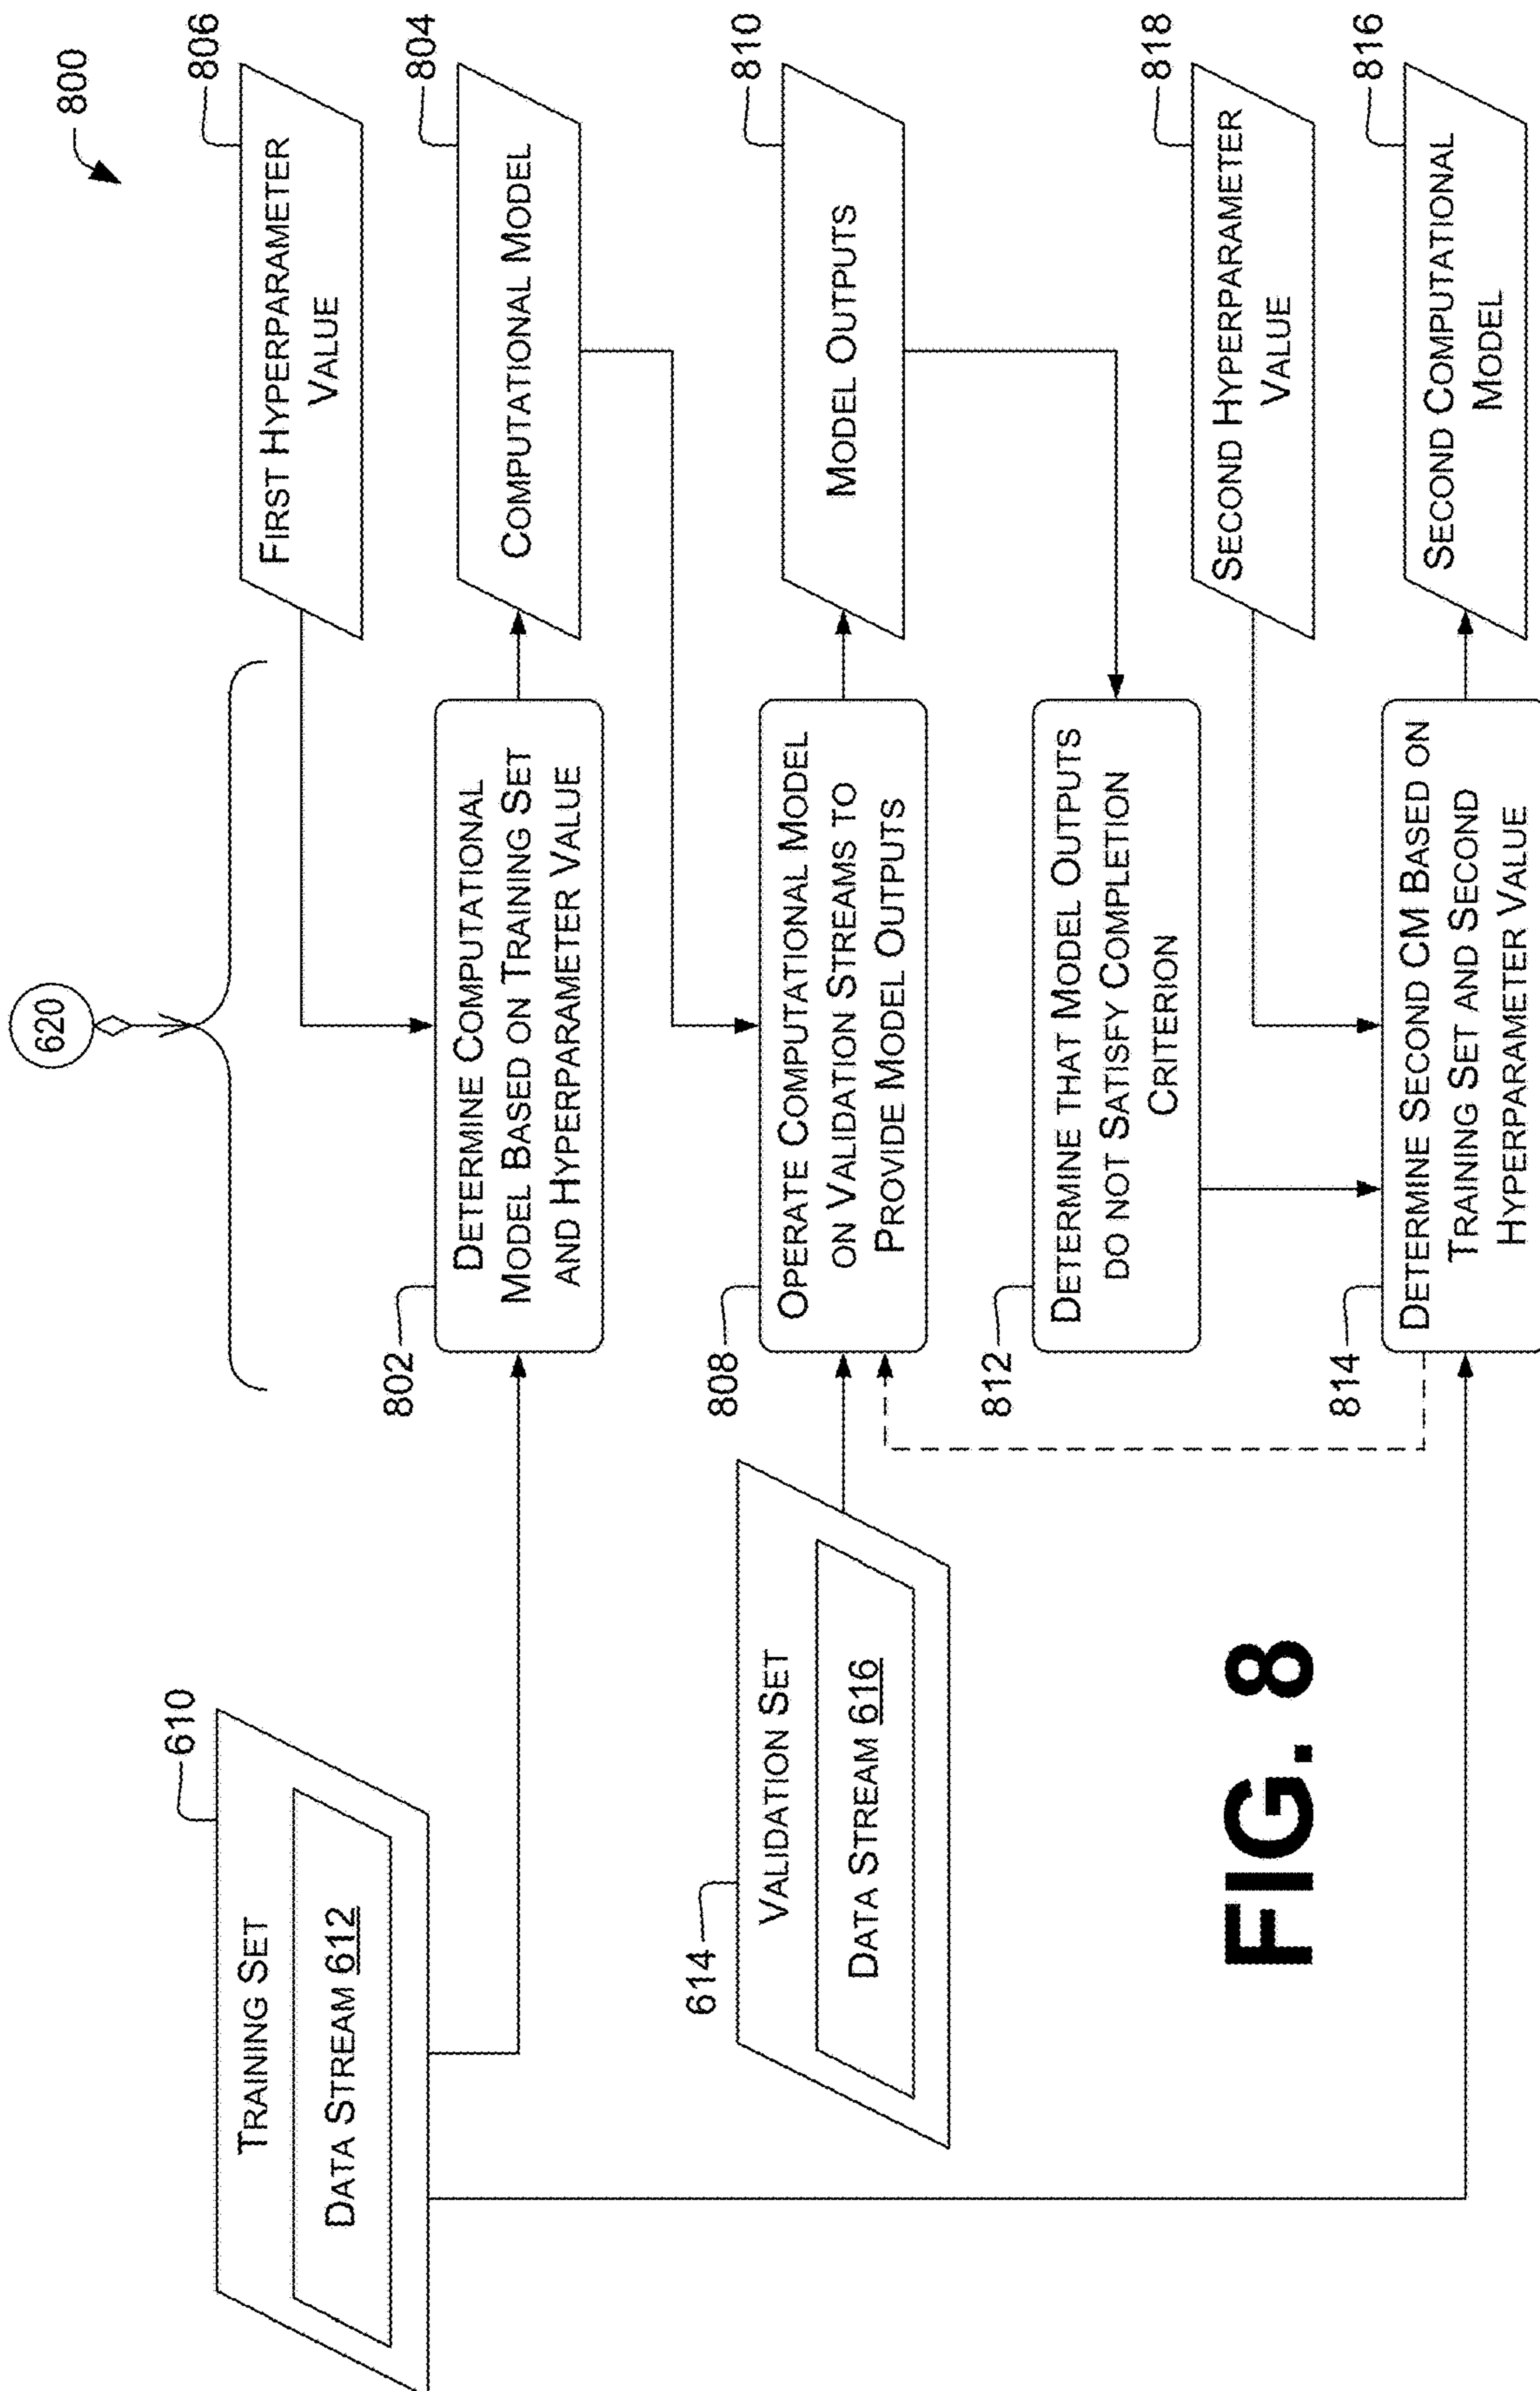 800
620
806
FIRST HYPERPARAMETER
VALUE
610
TRAINING SET
DATA STREAM 612
802
DETERMINE COMPUTATIONAL
MODEL BASED ON TRAINING SET
AND HYPERPARAMETER VALUE
804
COMPUTATIONAL MODEL
614
VALIDATION SET
DATA STREAM 616
808
OPERATE COMPUTATIONAL MODEL
ON VALIDATION STREAMS TO
PROVIDE MODEL OUTPUTS
810
MODEL OUTPUTS
812
DETERMINE THAT MODEL OUTPUTS
DO NOT SATISFY COMPLETION
CRITERION
818
SECOND HYPERPARAMETER
VALUE
814
DETERMINE SECOND CM BASED ON
TRAINING SET AND SECOND
HYPERPARAMETER VALUE
816
SECOND COMPUTATIONAL
MODEL
FIG. 8